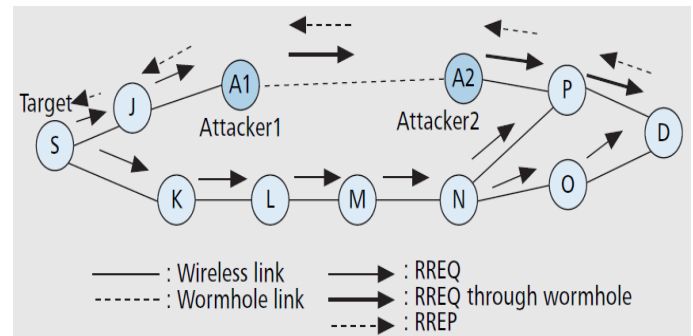 A1
A2
P
Target
J
Attacker1
Attacker2
D
S
K
L
M
N
O
: Wireless link
: RREQ
: Wormhole link
: RREQ through wormhole
: RREP